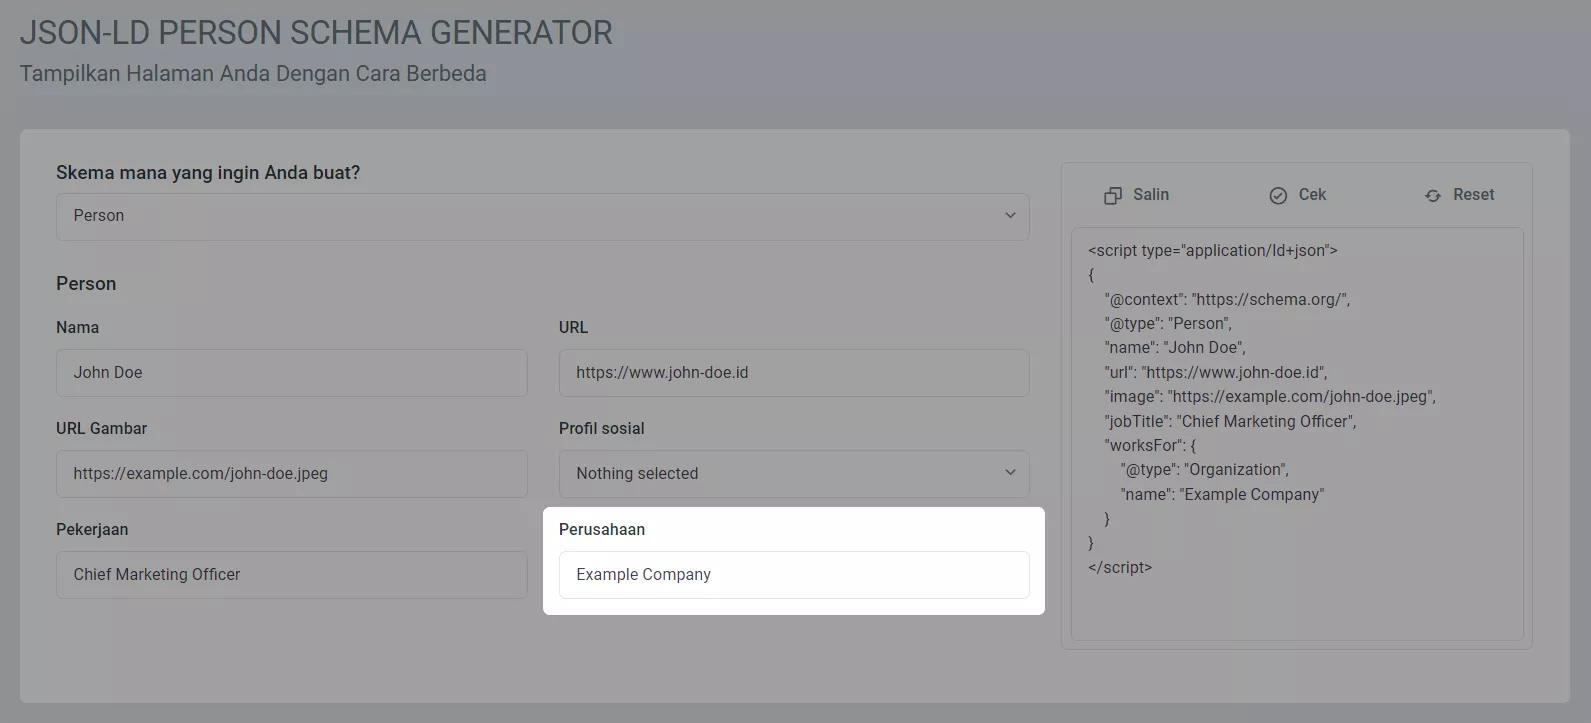 JSON-LD PERSON SCHEMA GENERATOR
Tampilkan Halaman Anda Dengan Cara Berbeda
Skema mana yang ingin Anda buat?
Person
Person
Nama
URL
John Doe
https://www.john-doe.id
URL Gambar
Profil sosial
https://example.com/john-doe.jpeg
Nothing selected
Pekerjaan
Perusahaan
Chief Marketing Officer
Example Company
Salin
Cek
Reset
<script type="application/ld+json">
{
"@context": "https://schema.org/",
"@type": "Person",
"name": "John Doe",
"url": "https://www.john-doe.id",
"image": "https://example.com/john-doe.jpeg",
"jobTitle": "Chief Marketing Officer",
"worksFor": {
"@type": "Organization",
"name": "Example Company"
}
}
</script>